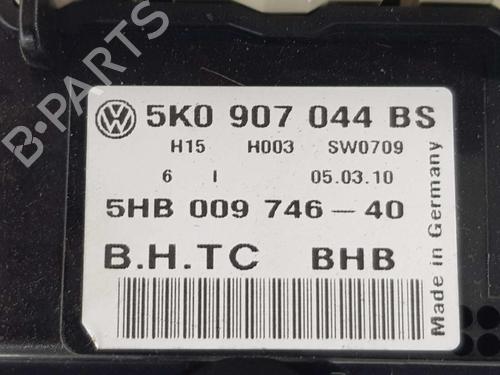 B-PARTS
5K0 907 044 BS
H15 H003 SW0709
6 I 05.03.10
5HB 009 746-40
B.H.TC BHB
Made in Germany